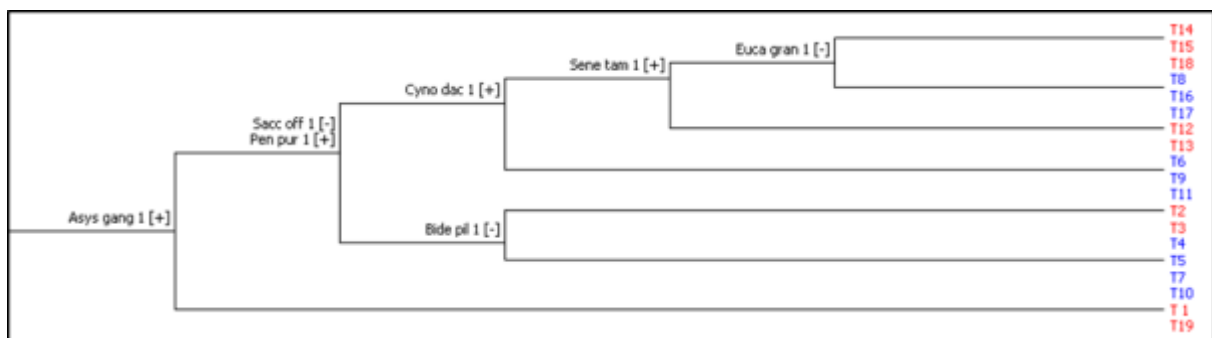 T14
Euca gran 1 [-]
T15
Sene tam 1 [+]
T18
T8
Cyno dac 1 [+]
T16
T17
Sacc off 1 [-]
T12
Pen pur 1 [+]
T13
T6
T9
T11
Asys gang 1 [+]
T2
Bide pil 1 [-]
T3
T4
T5
T7
T10
T 1
T19